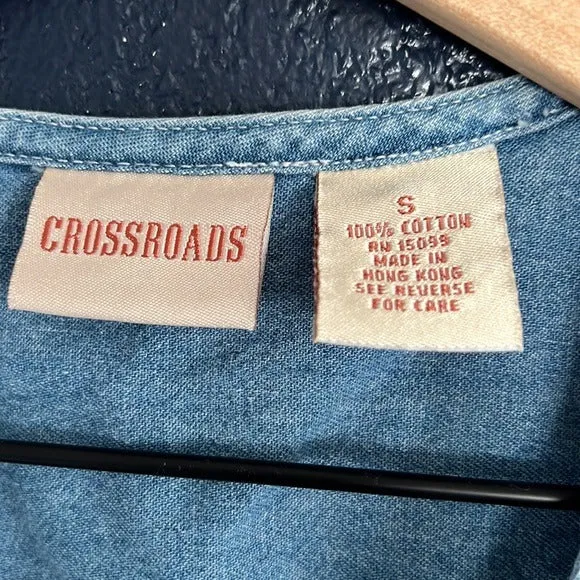 CROSSROADS
S
100% COTTON
RN 15099
MADE IN
HONG KONG
SEE REVERSE
FOR CARE